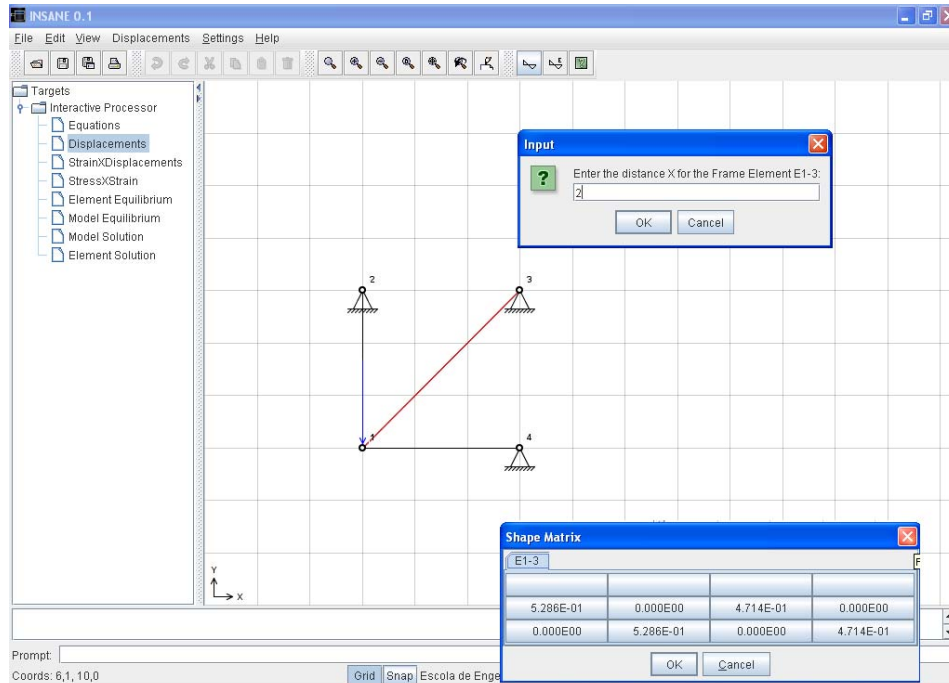 INSANE 0.1
File Edit View Displacements Settings Help
Targets
Interactive Processor
Equations
Displacements
StrainXDisplacements
StressXStrain
Element Equilibrium
Model Equilibrium
Model Solution
Element Solution
Input
Enter the distance X for the Frame Element E1-3:
2
OK Cancel
2 3
1 4
Y
X
Shape Matrix
E1-3
5.286E-01 0.000E00 4.714E-01 0.000E00
0.000E00 5.286E-01 0.000E00 4.714E-01
OK Cancel
Prompt:
Coords: 6,1, 10,0 Grid Snap Escola de Enge